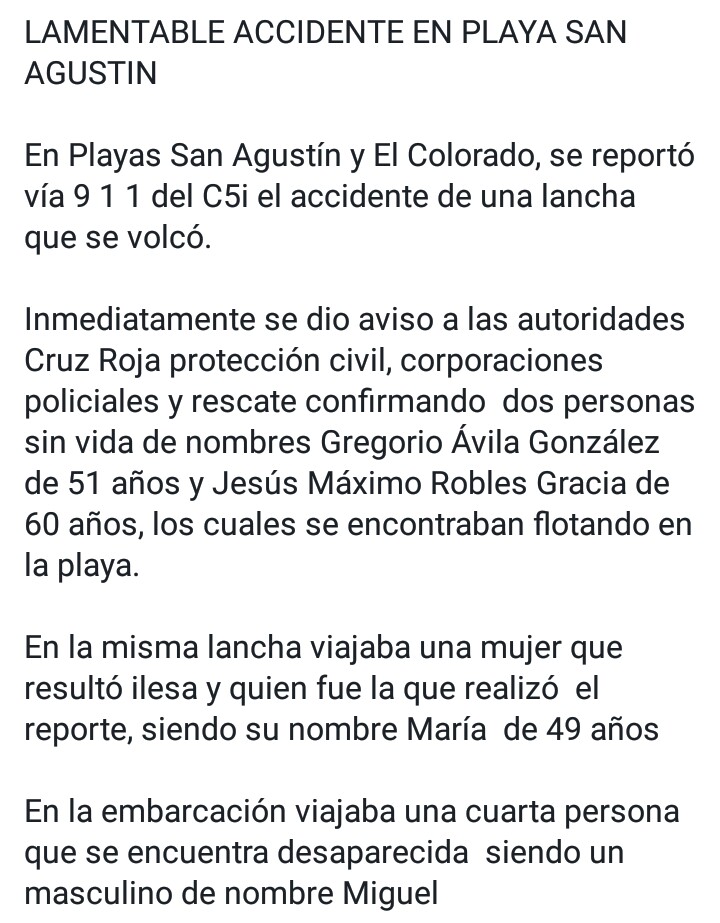 LAMENTABLE ACCIDENTE EN PLAYA SAN
AGUSTIN
En Playas San Agustín y El Colorado, se reportó
vía 9 1 1 del C5i el accidente de una lancha
que se volcó.
Inmediatamente se dio aviso a las autoridades
Cruz Roja protección civil, corporaciones
policiales y rescate confirmando  dos personas
sin vida de nombres Gregorio Ávila González
de 51 años y Jesús Máximo Robles Gracia de
60 años, los cuales se encontraban flotando en
la playa.
En la misma lancha viajaba una mujer que
resultó ilesa y quien fue la que realizó  el
reporte, siendo su nombre María  de 49 años
En la embarcación viajaba una cuarta persona
que se encuentra desaparecida  siendo un
masculino de nombre Miguel